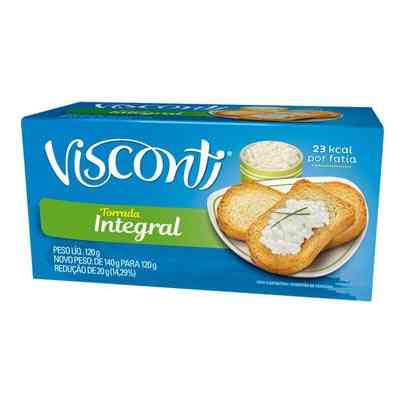 Visconti®
Torrada
Integral
23 kcal
por fatia
PESO LÍQ. 120g
NOVO PESO: DE 140g PARA 120g
REDUÇÃO DE 20g (14,29%)